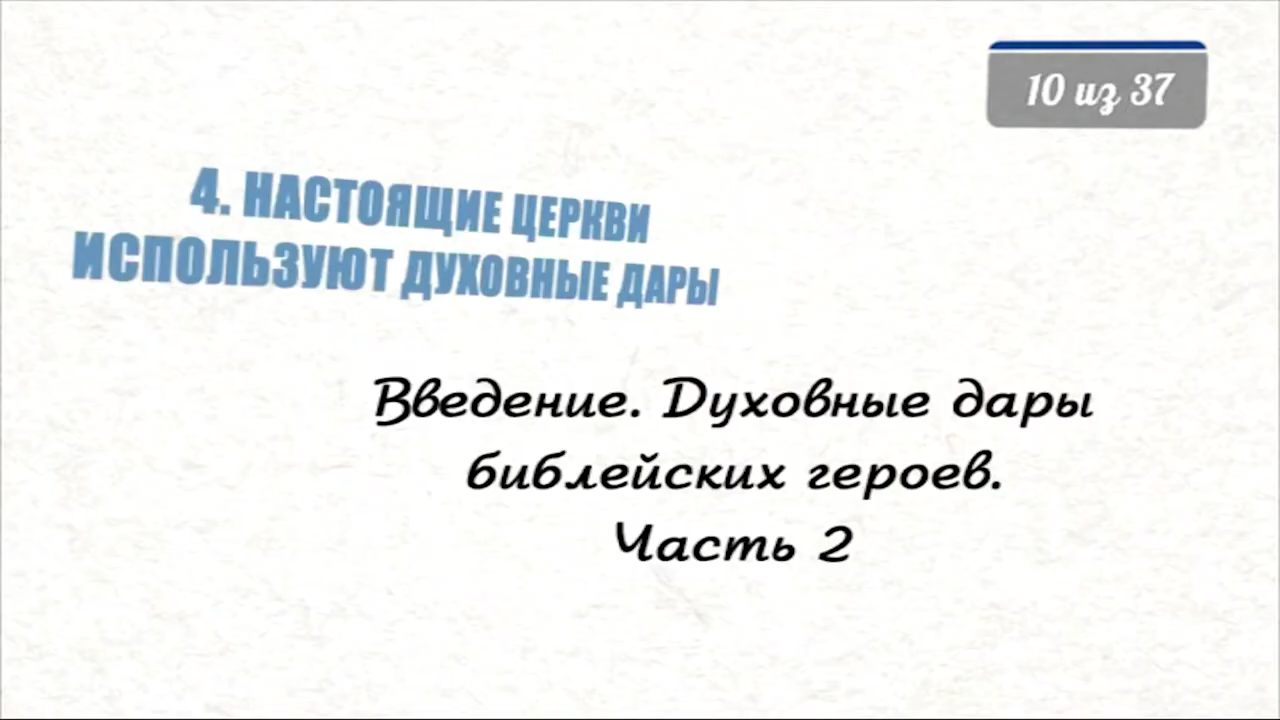 10 из 37
4. НАСТОЯЩИЕ ЦЕРКВИ
ИСПОЛЬЗУЮТ ДУХОВНЫЕ ДАРЫ
Введение. Духовные дары
библейских героев.
Часть 2